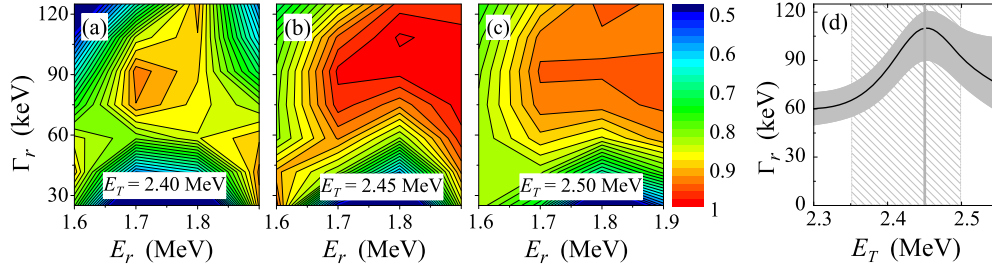 (a)
(b)
(c)
(d)
Γr (keV)
120
90
60
30
E_T = 2.40 MeV
E_T = 2.45 MeV
E_T = 2.50 MeV
1.6 1.7 1.8 1.6 1.7 1.8 1.6 1.7 1.8 1.9
E_r (MeV)
E_r (MeV)
E_r (MeV)
0.5
0.6
0.7
0.8
0.9
1
Γr (keV)
120
90
60
30
0
2.3 2.4 2.5
E_T (MeV)